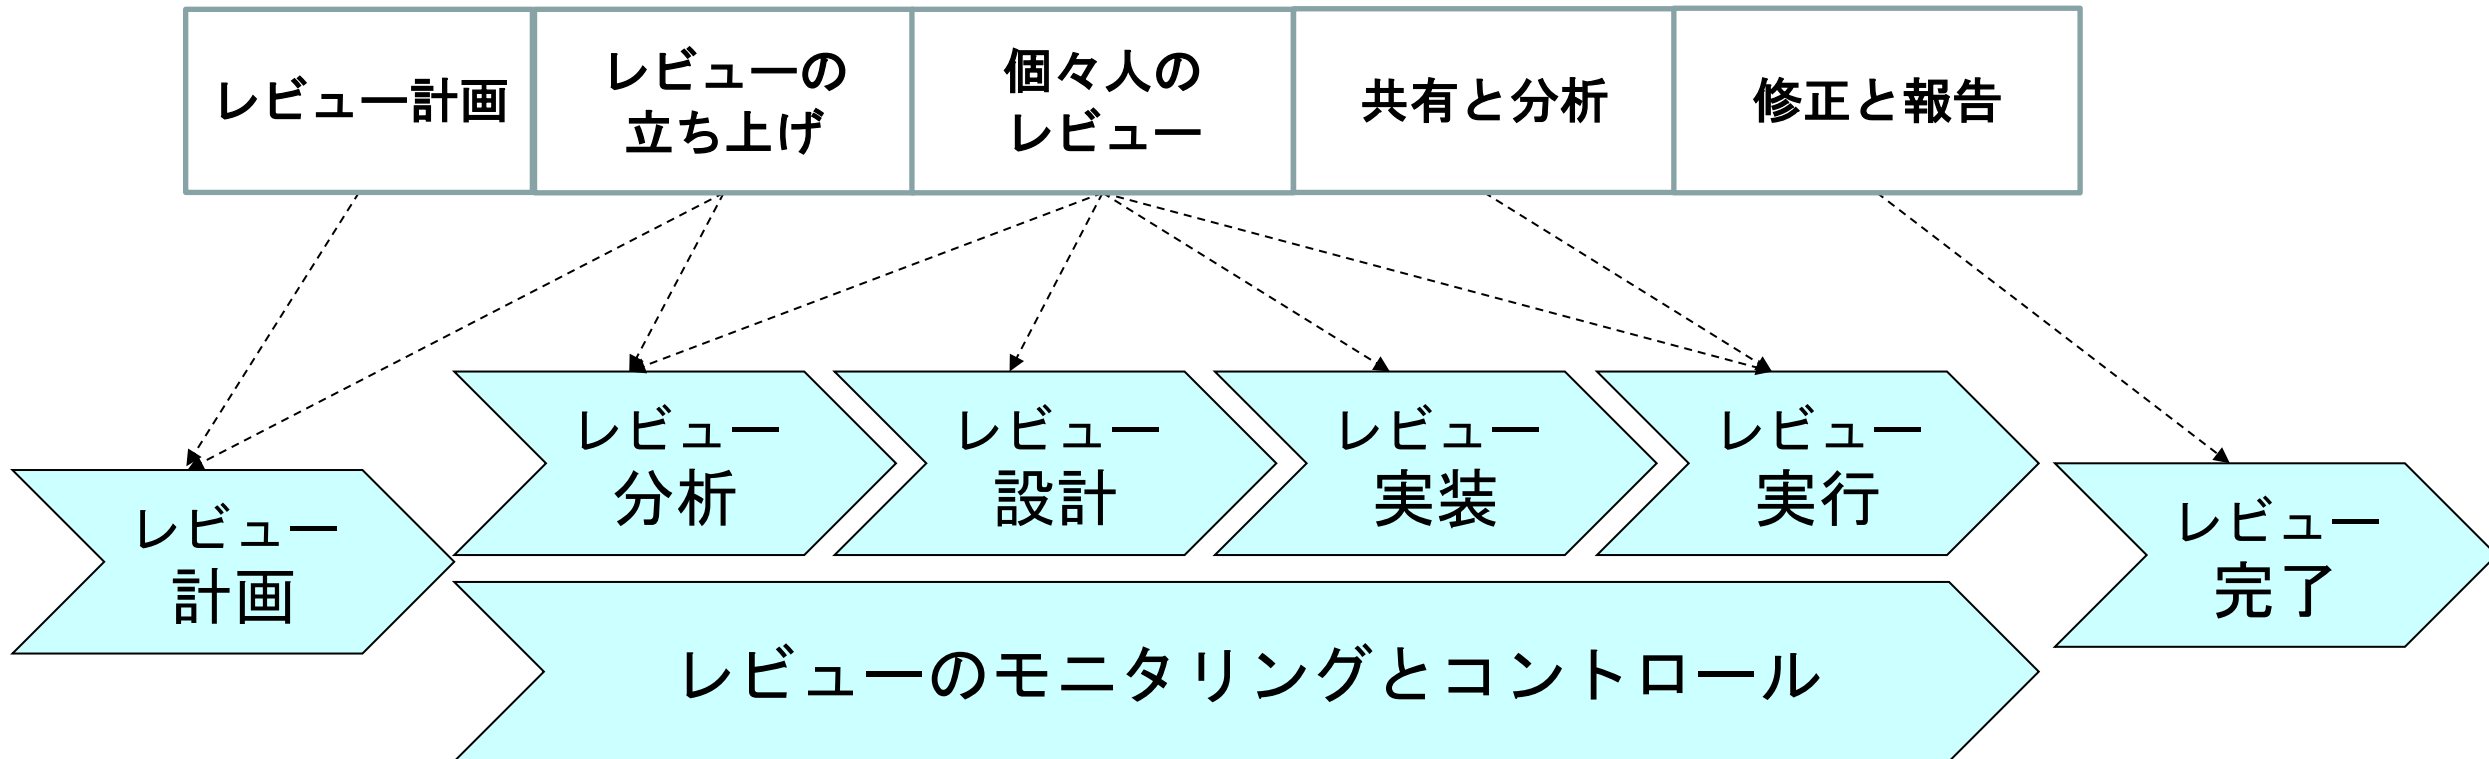 レビュー計画
レビューの
立ち上げ
個々人の
レビュー
共有と分析
修正と報告
レビュー
計画
レビュー
分析
レビュー
設計
レビュー
実装
レビュー
実行
レビュー
完了
レビューのモニタリングとコントロール